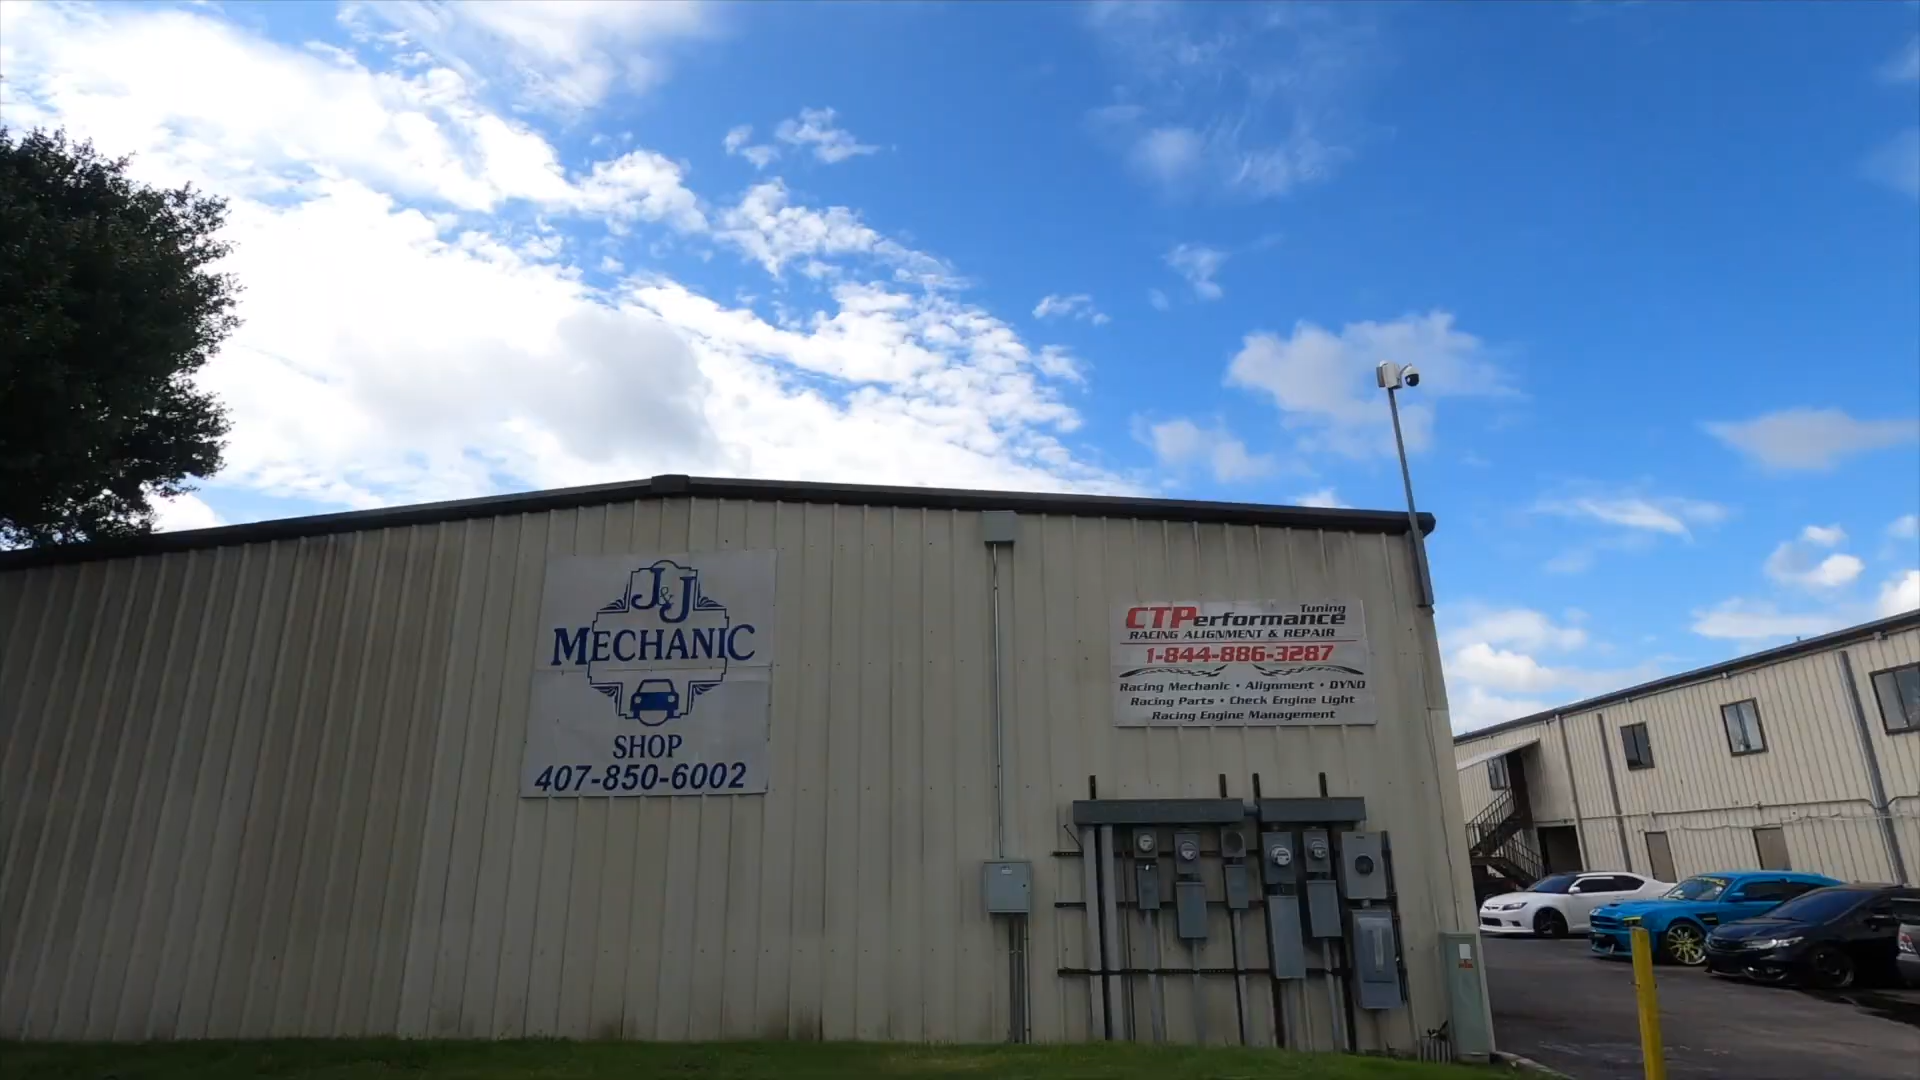 J&J
MECHANIC
SHOP
407-850-6002
Tuning
CTPerformance
RACING ALIGNMENT & REPAIR
1-844-886-3287
Racing Mechanic • Alignment • DYNO
Racing Parts • Check Engine Light
Racing Engine Management